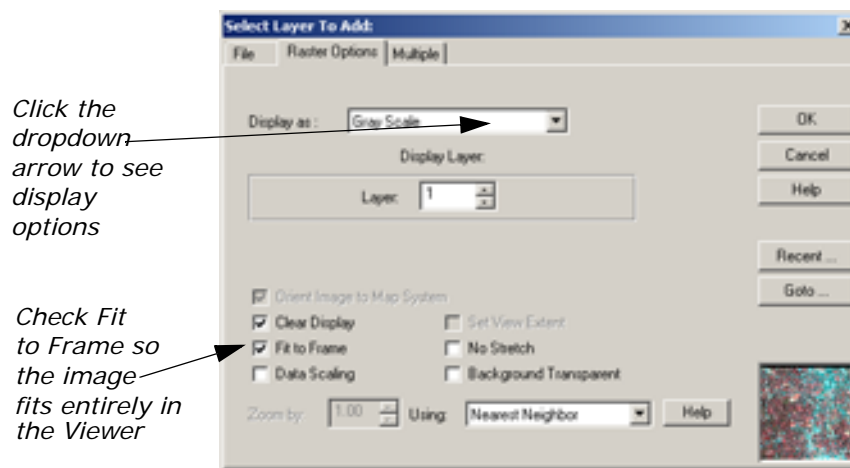 Select Layer To Add:
File Raster Options Multiple
Click the
dropdown
arrow to see
display
options
Display as : Gray Scale
Display Layer:
Layer: 1
OK
Cancel
Help
Recent ...
Goto ...
Orient Image to Map System
Clear Display Set View Extent
Fit to Frame No Stretch
Data Scaling Background Transparent
Zoom by: 1.00 Using: Nearest Neighbor Help
Check Fit
to Frame so
the image
fits entirely in
the Viewer